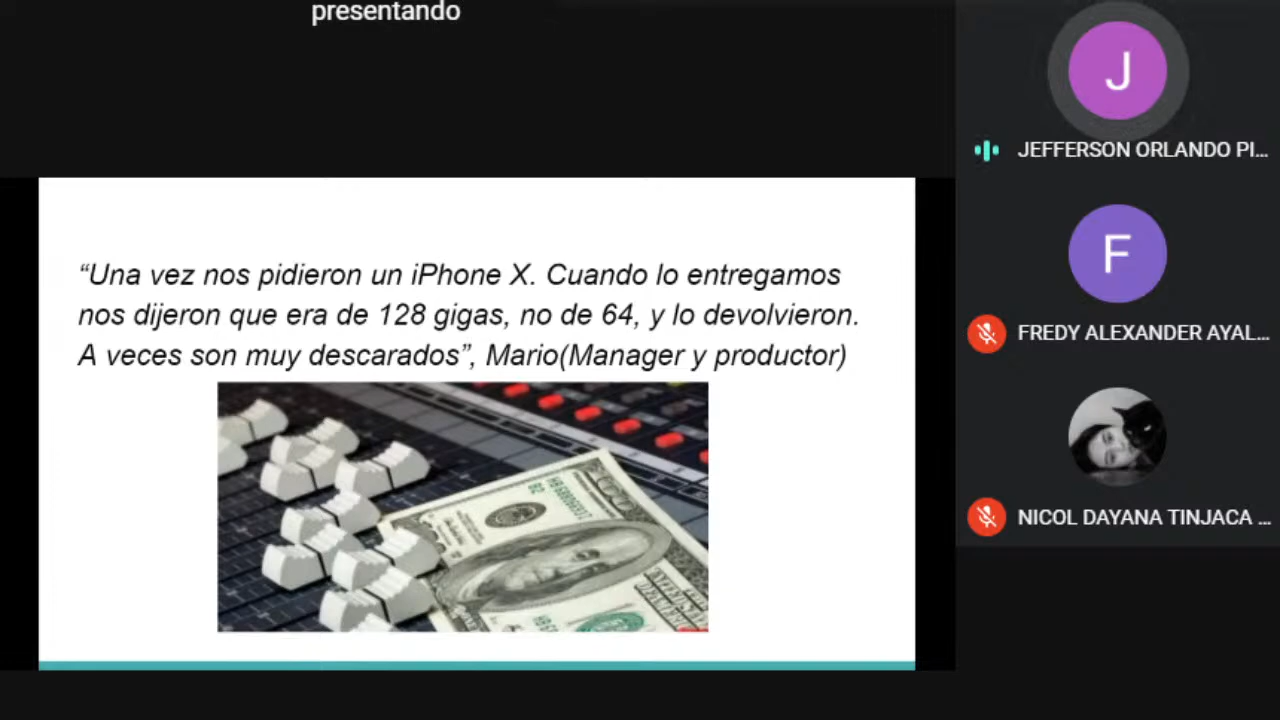 presentando
“Una vez nos pidieron un iPhone X. Cuando lo entregamos
nos dijeron que era de 128 gigas, no de 64, y lo devolvieron.
A veces son muy descarados”, Mario(Manager y productor)
J
JEFFERSON ORLANDO PI...
F
FREDY ALEXANDER AYAL...
NICOL DAYANA TINJACA ...